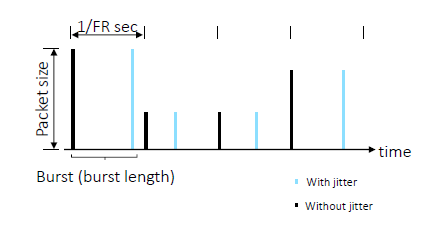 1/FR sec
Packet size
time
Burst (burst length)
With jitter
Without jitter